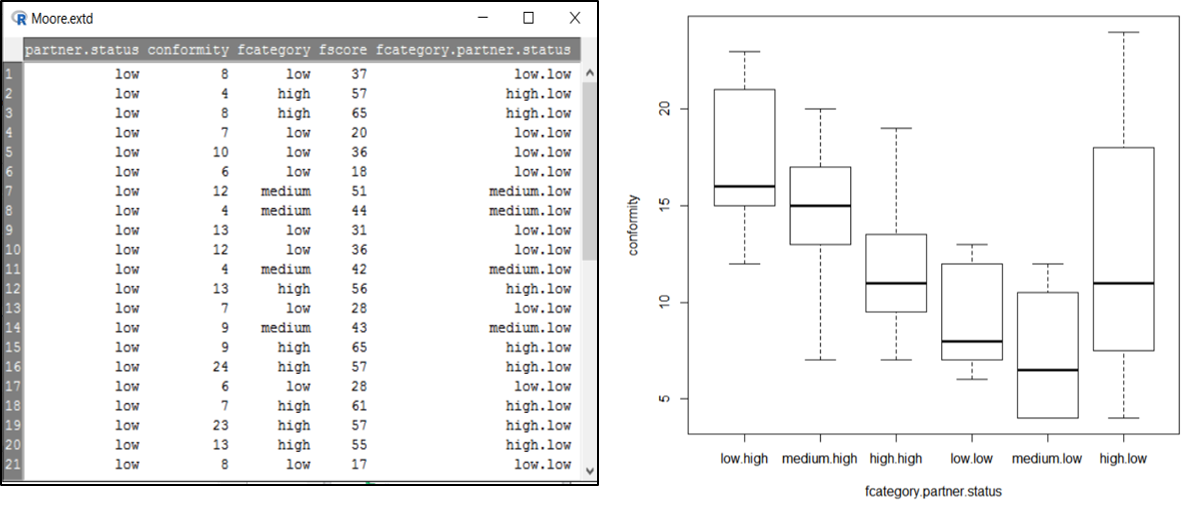 Moore.extd
partner.status conformity fcategory fscore fcategory.partner.status
1 low 8 low 37 low.low
2 low 4 high 57 high.low
3 low 8 high 65 high.low
4 low 7 low 20 low.low
5 low 10 low 36 low.low
6 low 6 low 18 low.low
7 low 12 medium 51 medium.low
8 low 4 medium 44 medium.low
9 low 13 low 31 low.low
10 low 12 low 36 low.low
11 low 4 medium 42 medium.low
12 low 13 high 56 high.low
13 low 7 low 28 low.low
14 low 9 medium 43 medium.low
15 low 9 high 65 high.low
16 low 24 high 57 high.low
17 low 6 low 28 low.low
18 low 7 high 61 high.low
19 low 23 high 57 high.low
20 low 13 high 55 high.low
21 low 8 low 17 low.low
conformity
20
15
10
5
low.high medium.high high.high low.low medium.low high.low
fcategory.partner.status